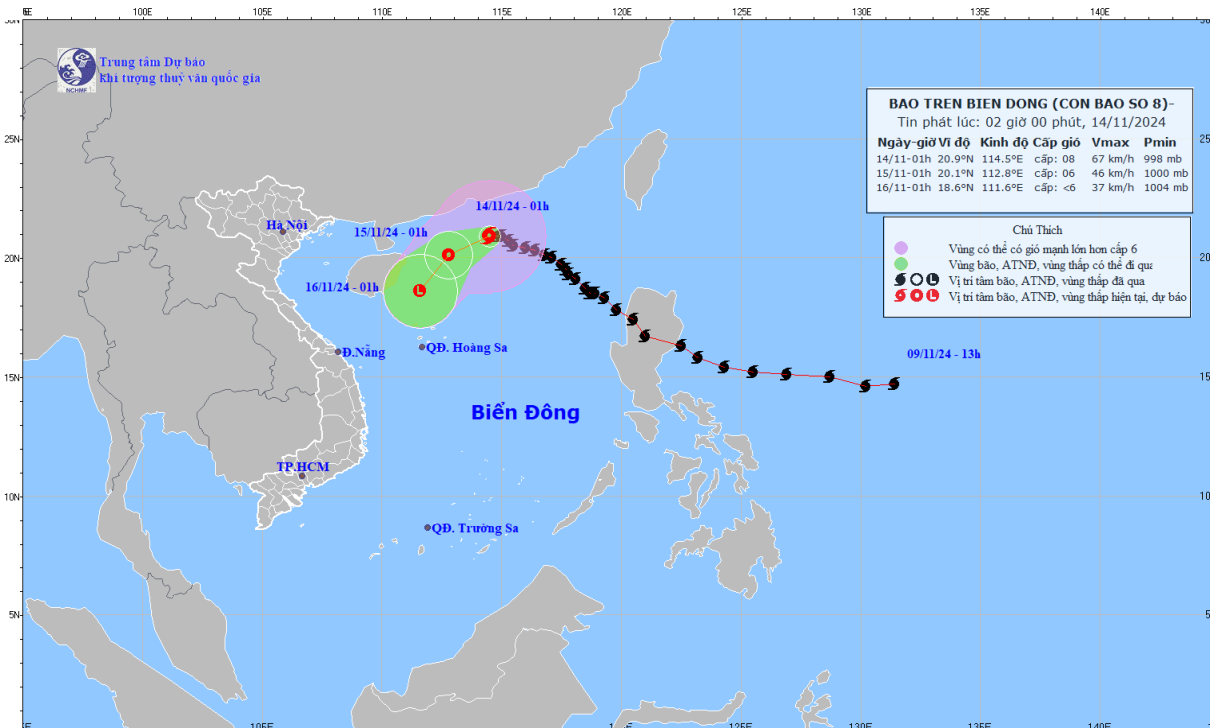 100E 105E 110E 115E 120E 125E 130E 135E 140E
Trung tâm Dự báo
khí tượng thuỷ văn quốc gia
NCHMF
BAO TREN BIEN DONG (CON BAO SO 8)-
Tin phát lúc: 02 giờ 00 phút, 14/11/2024
Ngày-giờ Vĩ độ Kinh độ Cấp gió Vmax Pmin
14/11-01h 20.9°N 114.5°E cấp: 08 67 km/h 998 mb
15/11-01h 20.1°N 112.8°E cấp: 06 46 km/h 1000 mb
16/11-01h 18.6°N 111.6°E cấp: <6 37 km/h 1004 mb
Chú Thích
Vùng có thể có gió mạnh lớn hơn cấp 6
Vùng bão, ATNĐ, vùng thấp có thể đi qua
L Vị trí tâm bão, ATNĐ, vùng thấp đã qua
L Vị trí tâm bão, ATNĐ, vùng thấp hiện tại, dự báo
25N
14/11/24 - 01h
Hà Nội
15/11/24 - 01h
20N
16/11/24 - 01h
L
QĐ. Hoàng Sa
Đ.Nẵng
09/11/24 - 13h
15N
Biển Đông
TP.HCM
10N
QĐ. Trường Sa
5N
105E 125E 130E 135E